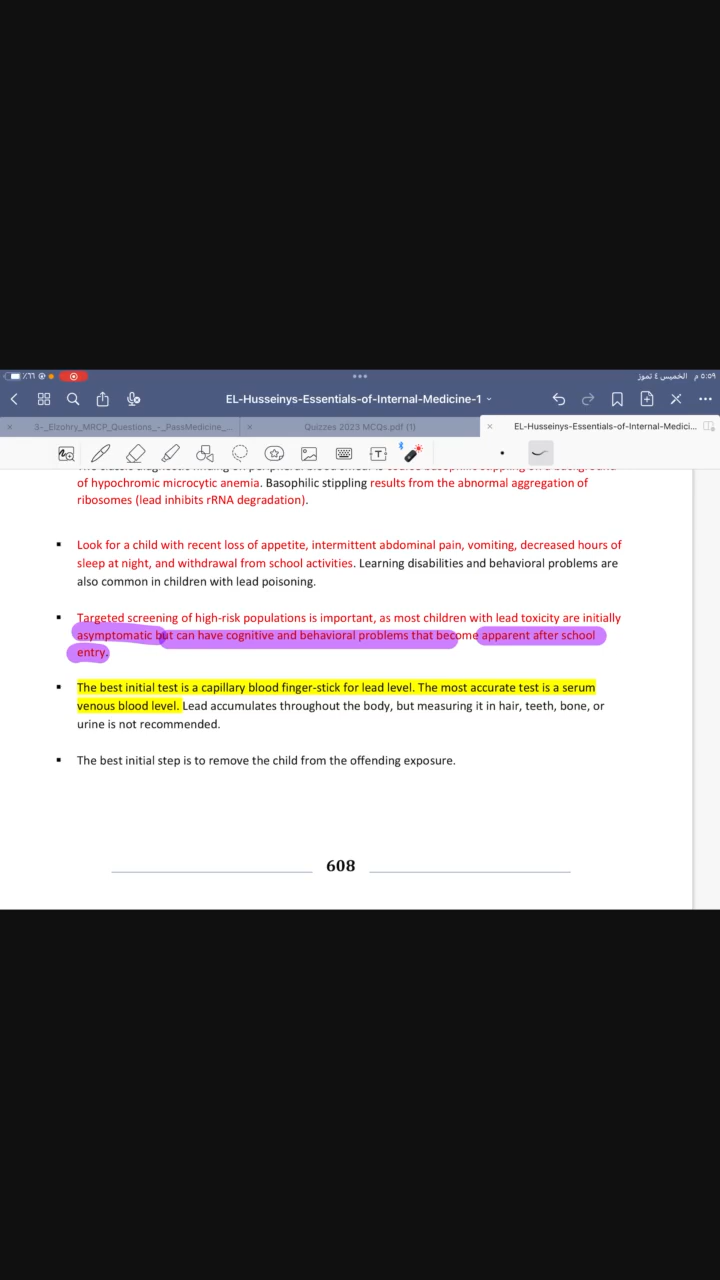 ٪٦٦
٥:٥٩ م الخميس ٤ تموز
EL-Husseinys-Essentials-of-Internal-Medicine-1
3-_Elzohry_MRCP_Questions_-_PassMedicine_...
Quizzes 2023 MCQs.pdf (1)
EL-Husseinys-Essentials-of-Internal-Medici...
of hypochromic microcytic anemia. Basophilic stippling results from the abnormal aggregation of
ribosomes (lead inhibits rRNA degradation).
▪ Look for a child with recent loss of appetite, intermittent abdominal pain, vomiting, decreased hours of
sleep at night, and withdrawal from school activities. Learning disabilities and behavioral problems are
also common in children with lead poisoning.
▪ Targeted screening of high-risk populations is important, as most children with lead toxicity are initially
asymptomatic but can have cognitive and behavioral problems that become apparent after school
entry.
▪ The best initial test is a capillary blood finger-stick for lead level. The most accurate test is a serum
venous blood level. Lead accumulates throughout the body, but measuring it in hair, teeth, bone, or
urine is not recommended.
▪ The best initial step is to remove the child from the offending exposure.
608